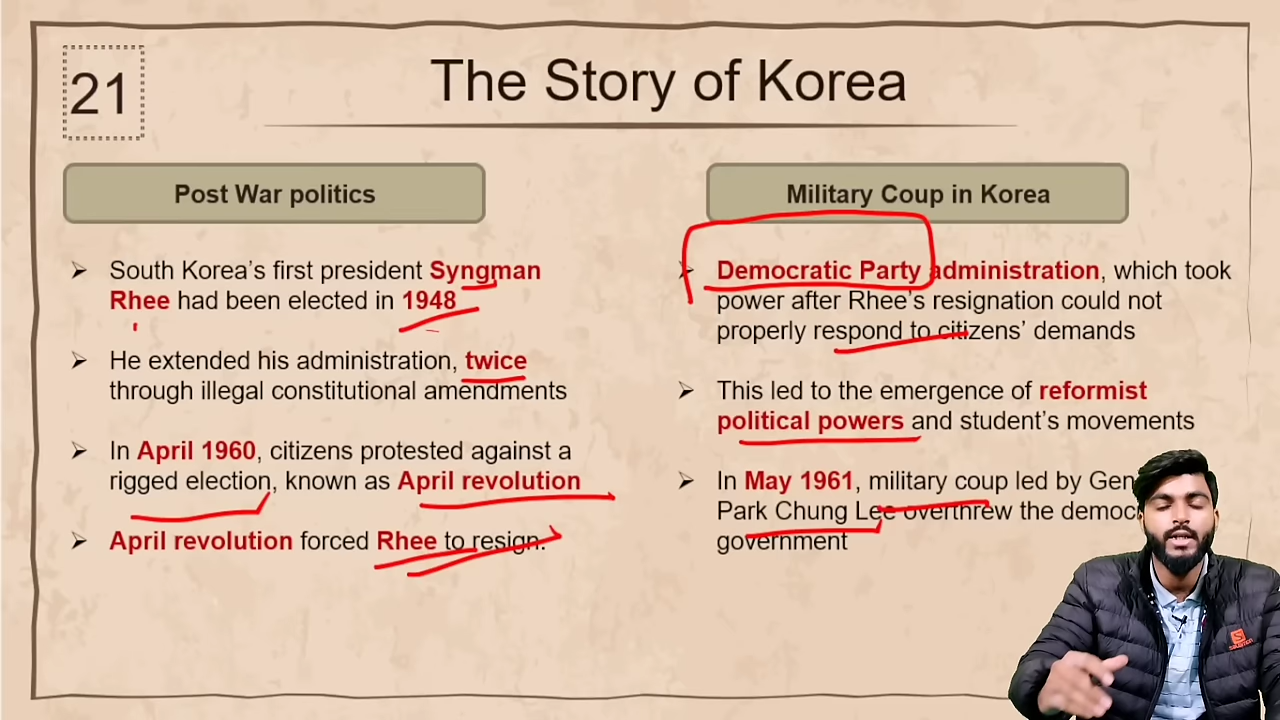 21
The Story of Korea
Post War politics
South Korea's first president Syngman
Rhee had been elected in 1948
He extended his administration, twice
through illegal constitutional amendments
In April 1960, citizens protested against a
rigged election, known as April revolution
April revolution forced Rhee to resign.
Military Coup in Korea
Democratic Party administration, which took
power after Rhee's resignation could not
properly respond to citizens' demands
This led to the emergence of reformist
political powers and student's movements
In May 1961, military coup led by
Park Chung Lee overthrew the
government